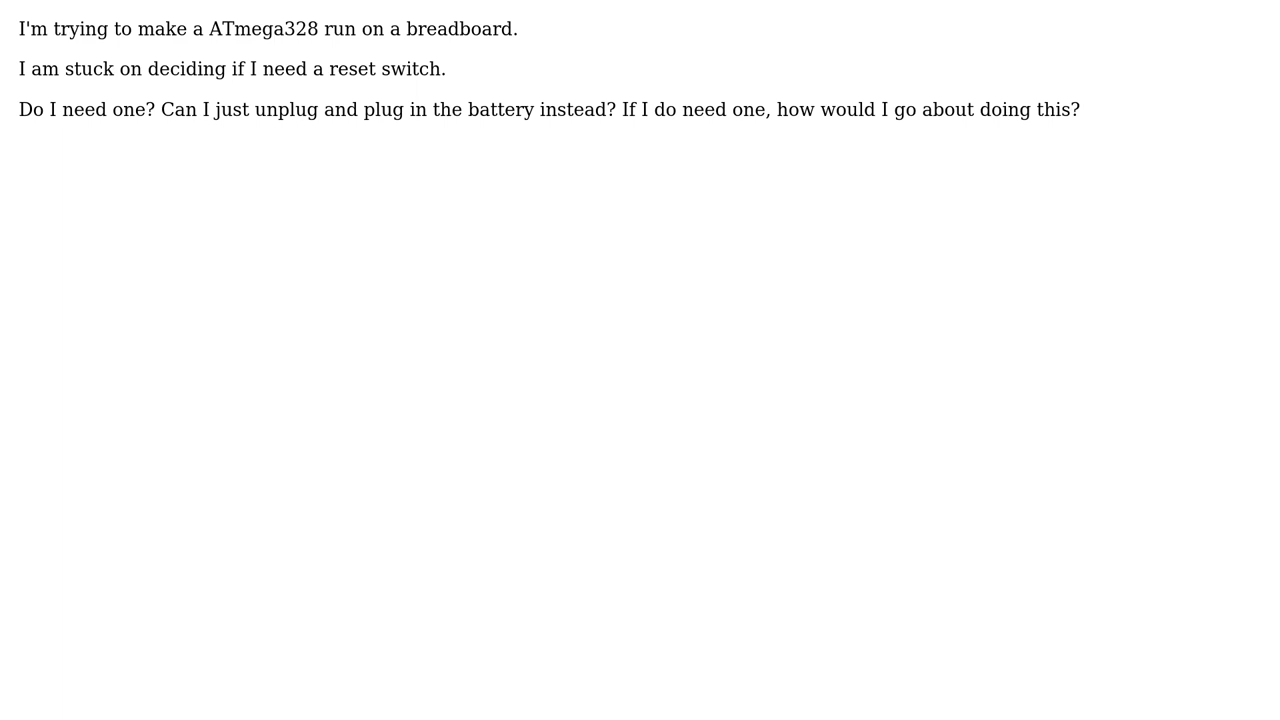 I'm trying to make a ATmega328 run on a breadboard.
I am stuck on deciding if I need a reset switch.
Do I need one? Can I just unplug and plug in the battery instead? If I do need one, how would I go about doing this?